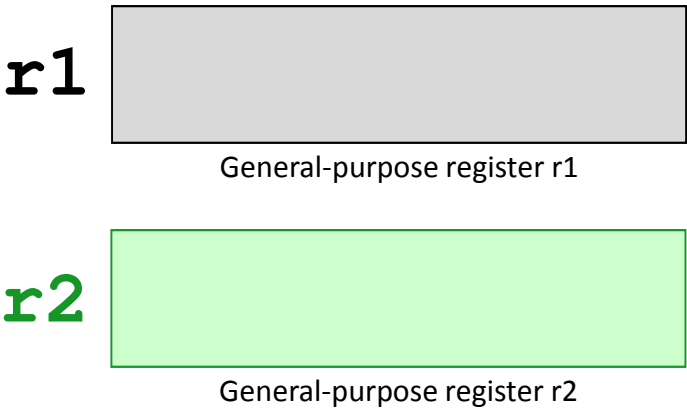 r1
General-purpose register r1
r2
General-purpose register r2